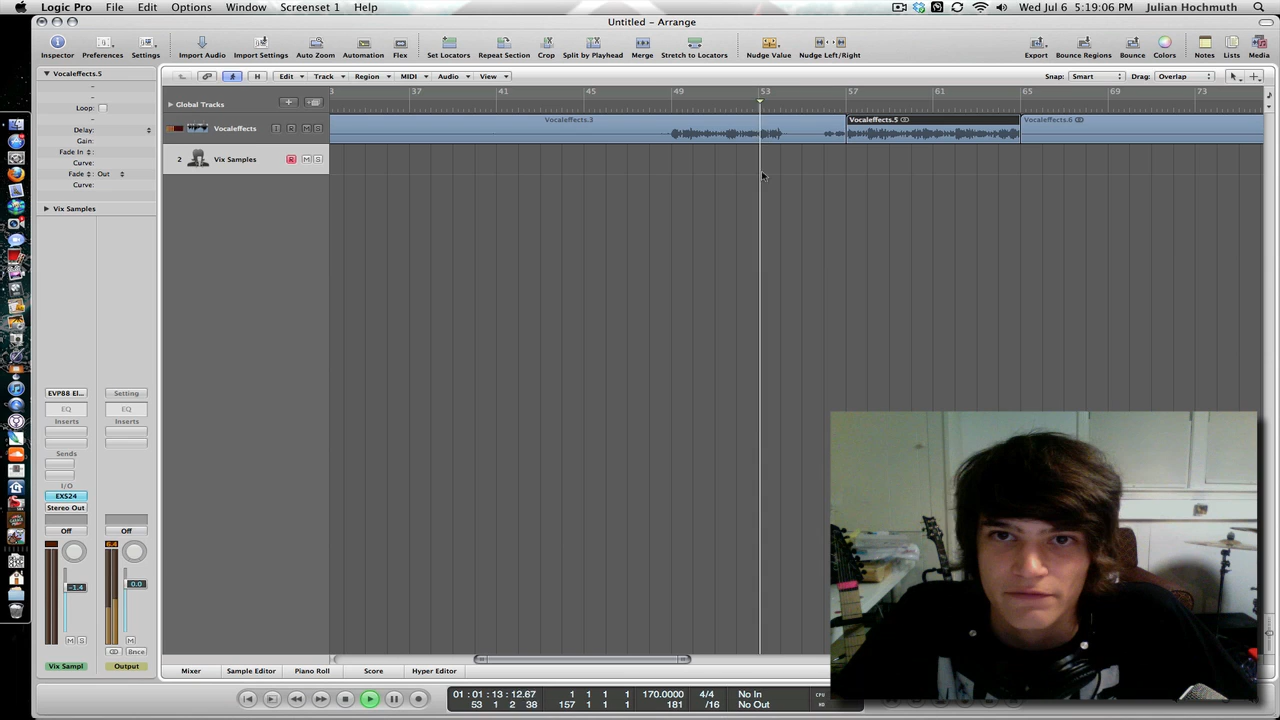 Logic Pro File Edit Options Window Screenset 1 Help Wed Jul 6 5:19:06 PM Julian Hochmuth
Untitled - Arrange
Inspector Preferences Settings Import Audio Import Settings Auto Zoom Automation Flex Set Locators Repeat Section Crop Split by Playhead Merge Stretch to Locators Nudge Value Nudge Left/Right Export Bounce Regions Bounce Colors Notes Lists Media
Vocaleffects.5 H Edit Track Region MIDI Audio View Snap: Smart Drag: Overlap
Global Tracks 37 41 45 49 53 57 61 65 69 73
Loop:
Vocaleffects I R M S Vocaleffects.3 Vocaleffects.5 Vocaleffects.6
Delay:
Gain:
Fade In :
2 Vix Samples R M S
Curve:
Fade : Out
Curve:
Vix Samples
EVP88 El... Setting
EQ EQ
Inserts Inserts
Sends
I/O
EXS24
Stereo Out
Off Off
-1.4 0.0
M S M
Bnce
Vix Sampl Output
Mixer Sample Editor Piano Roll Score Hyper Editor
01 : 01 : 13 : 12.67 1 1 1 1 170.0000 4/4 No In CPU
53 1 2 38 157 1 1 1 181 /16 No Out HD